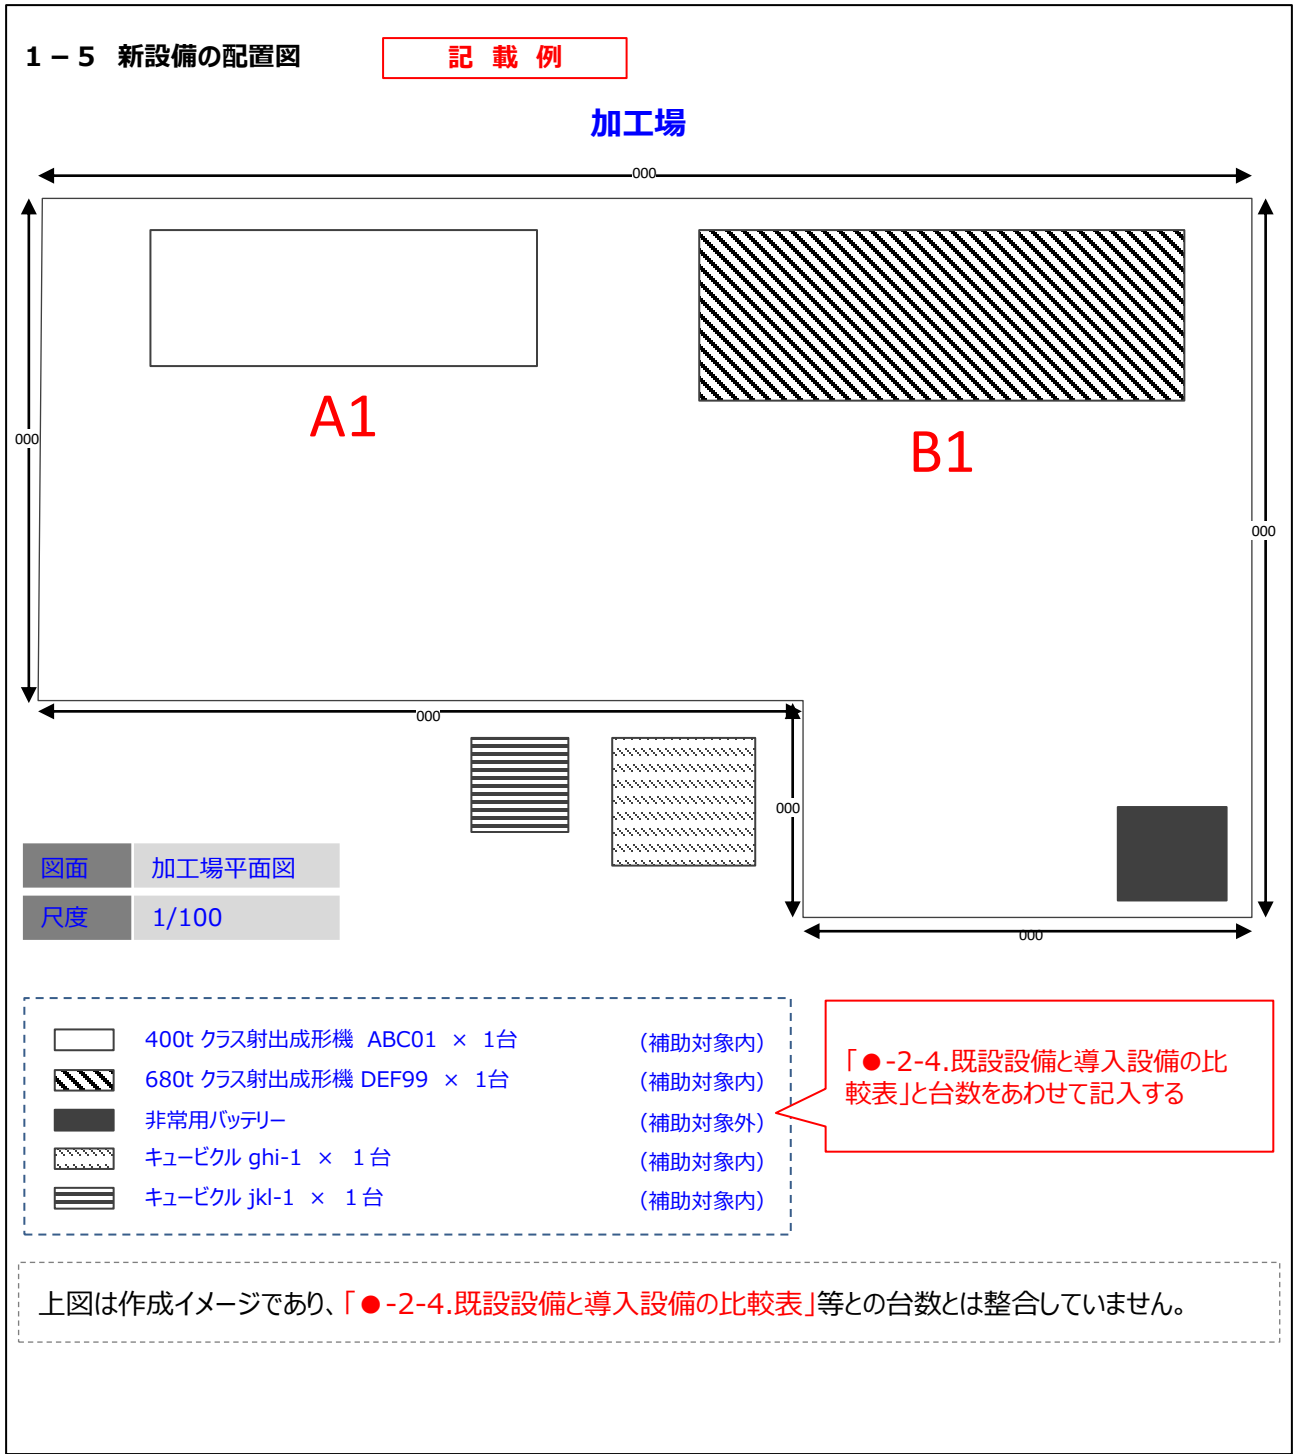 1－5 新設備の配置図
記 載 例
加工場
000
A1
B1
000
000
000
000
000
図面 加工場平面図
尺度 1/100
400t クラス射出成形機 ABC01 × 1台 (補助対象内)
680t クラス射出成形機 DEF99 × 1台 (補助対象内)
非常用バッテリー (補助対象外)
キュービクル ghi-1 × 1台 (補助対象内)
キュービクル jkl-1 × 1台 (補助対象内)
「●-2-4.既設設備と導入設備の比
較表」と台数をあわせて記入する
上図は作成イメージであり、「●-2-4.既設設備と導入設備の比較表」等との台数とは整合していません。